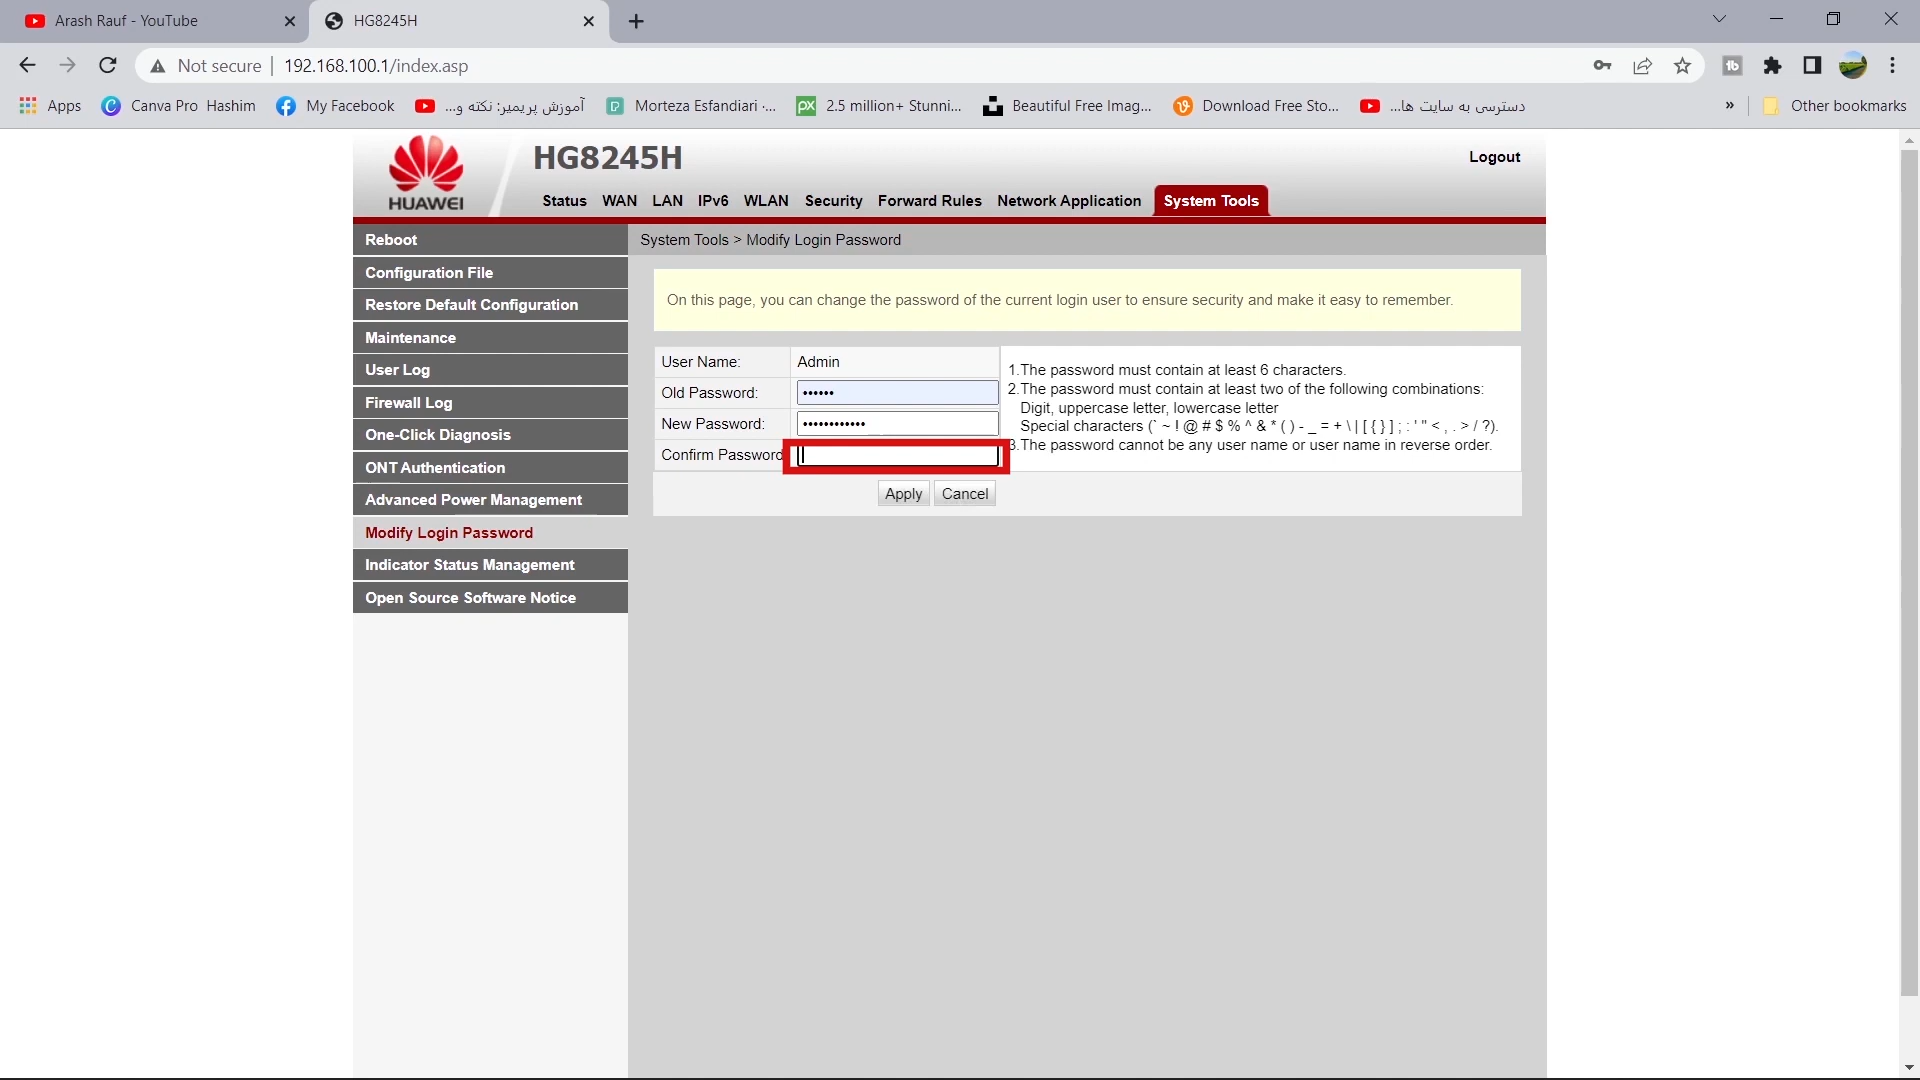 Arash Rauf - YouTube
HG8245H
Not secure
192.168.100.1/index.asp
Apps
Canva Pro Hashim
My Facebook
آموزش پریمیر: نکته و...
Morteza Esfandiari -...
2.5 million+ Stunni...
Beautiful Free Imag...
Download Free Sto...
دسترسی به سایت ها...
»
Other bookmarks
HUAWEI
HG8245H
Logout
Status WAN LAN IPv6 WLAN Security Forward Rules Network Application System Tools
Reboot
Configuration File
Restore Default Configuration
Maintenance
User Log
Firewall Log
One-Click Diagnosis
ONT Authentication
Advanced Power Management
Modify Login Password
Indicator Status Management
Open Source Software Notice
System Tools > Modify Login Password
On this page, you can change the password of the current login user to ensure security and make it easy to remember.
User Name: Admin
Old Password: ••••••
New Password: ••••••••••••
Confirm Password
1.The password must contain at least 6 characters.
2.The password must contain at least two of the following combinations:
Digit, uppercase letter, lowercase letter
Special characters (` ~ ! @ # $ % ^ & * ( ) - _ = + \ | [ { } ] ; : ' " < , . > / ?).
3.The password cannot be any user name or user name in reverse order.
Apply Cancel